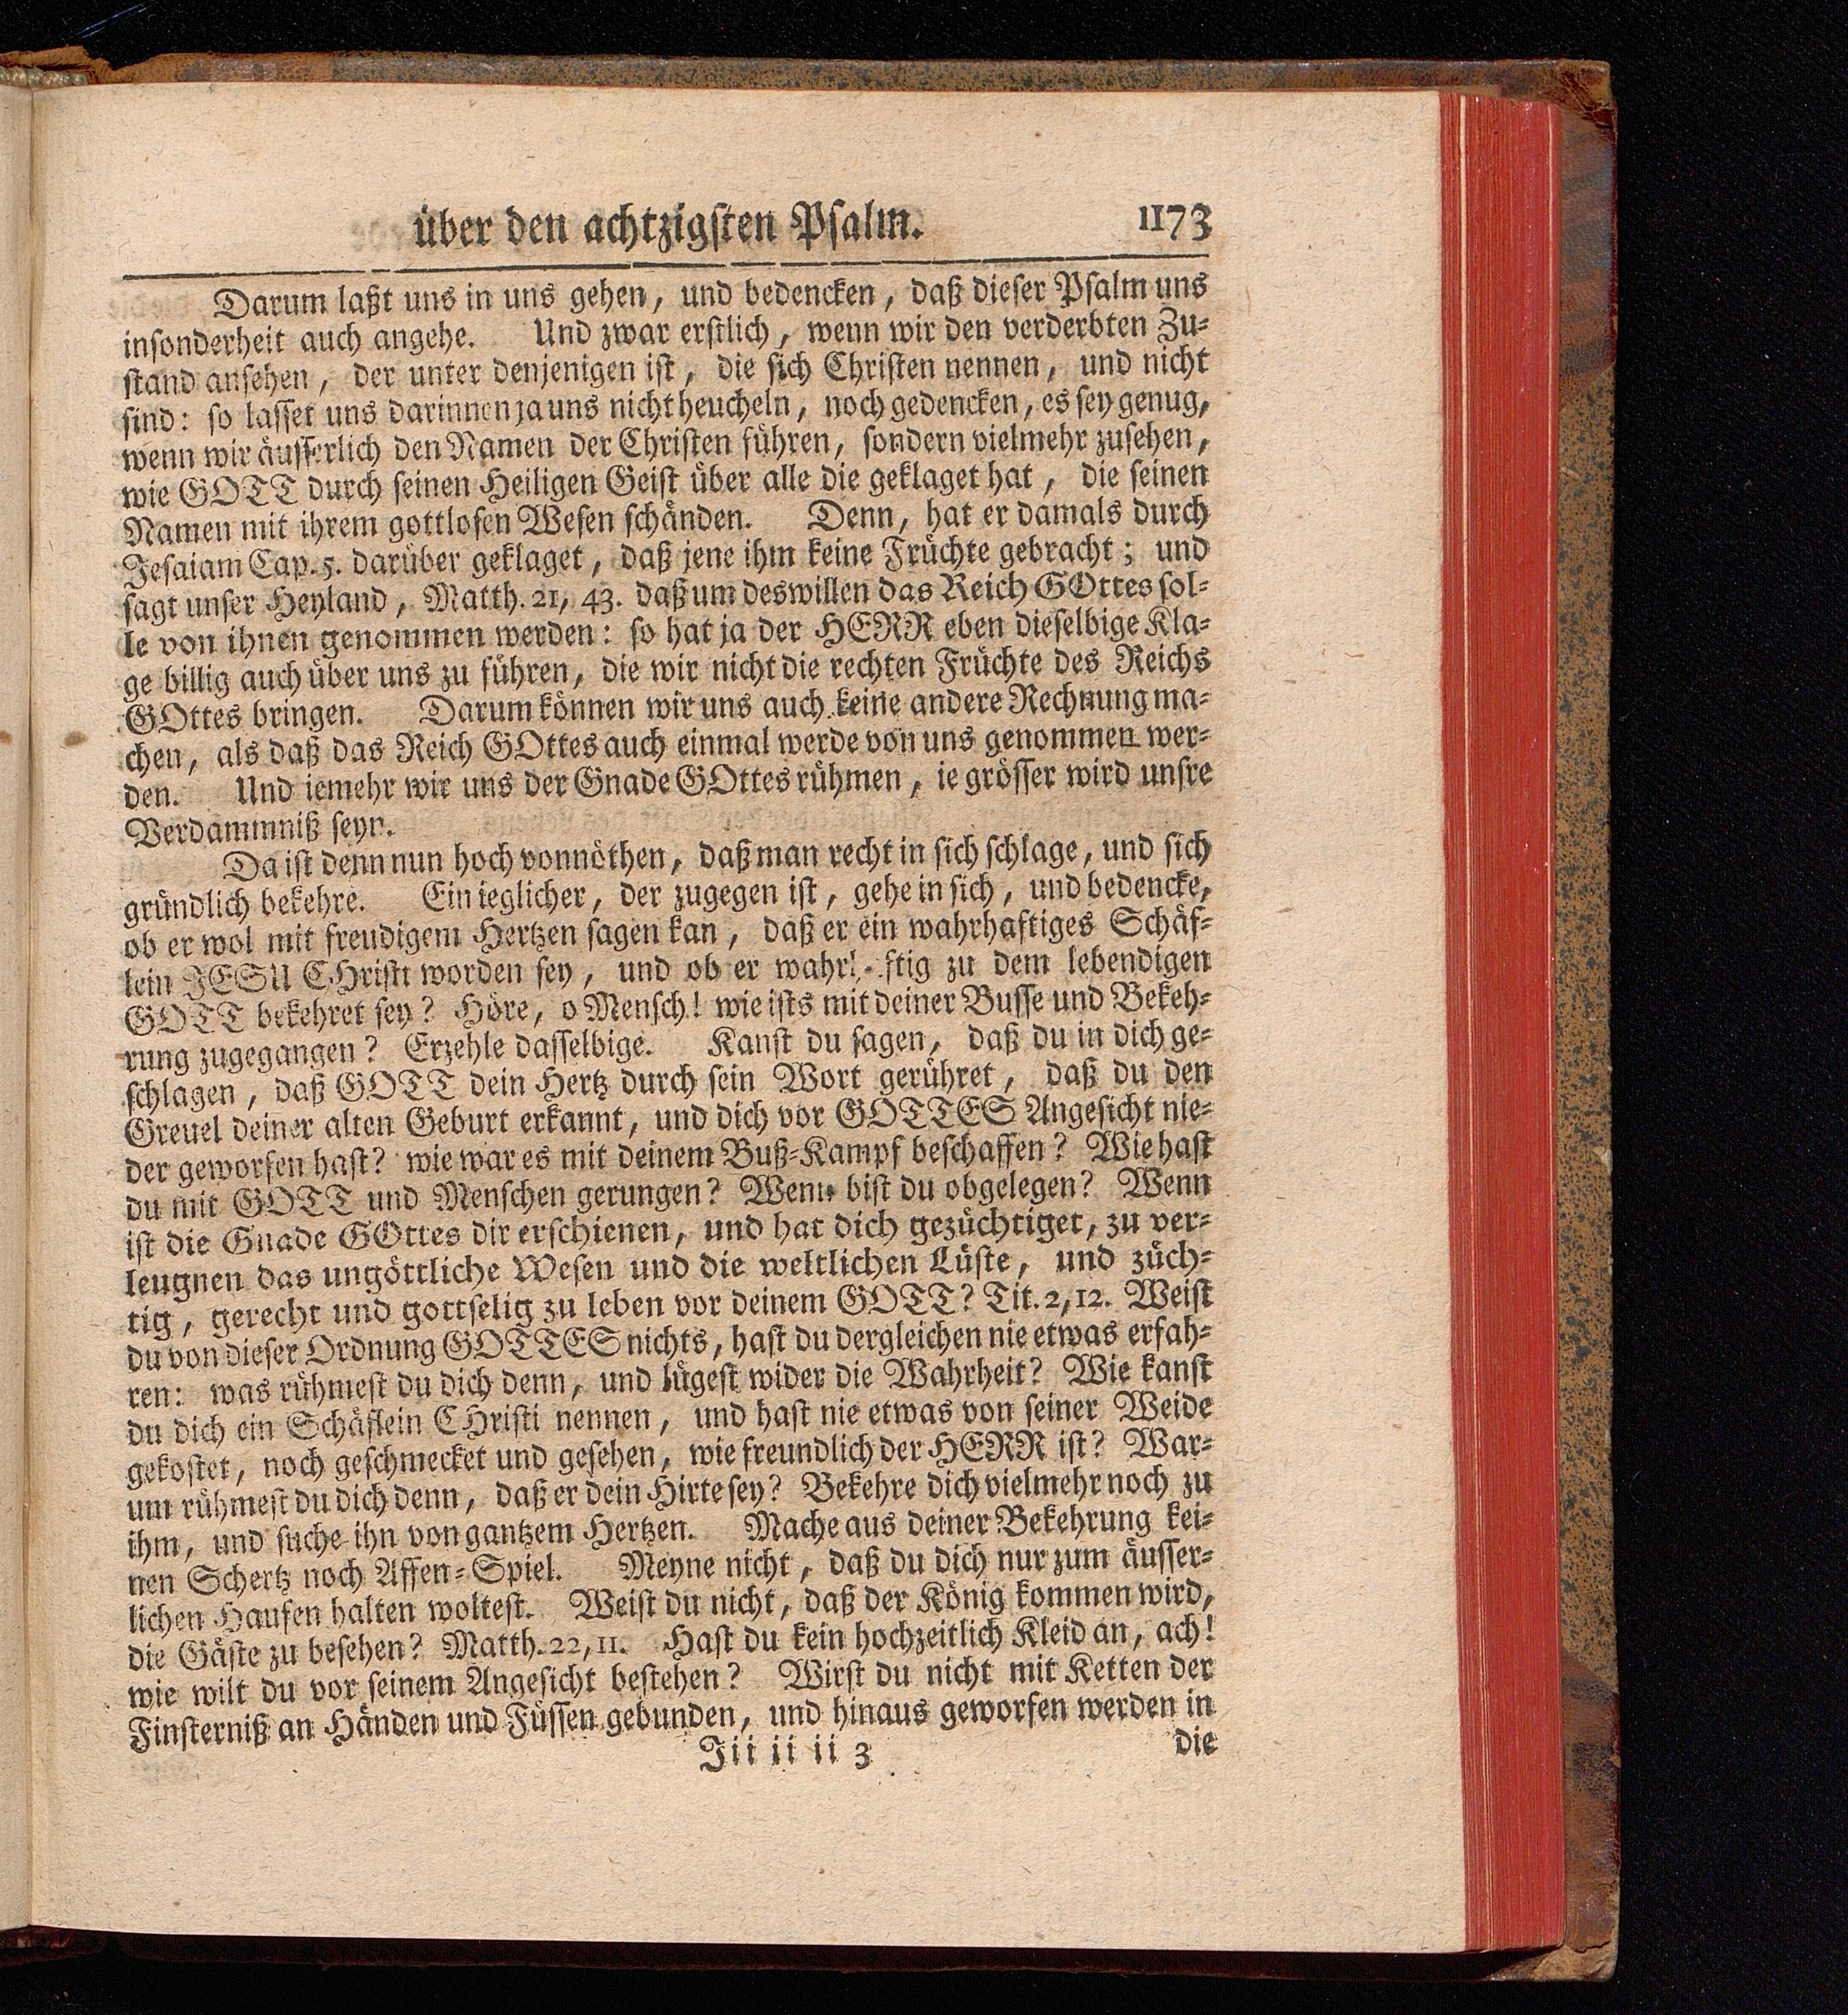 über den achtzigsten Psalm. 1173
Darum laßt uns in uns gehen, und bedencken, daß dieser Psalm uns
insonderheit auch angehe. Und zwar erstlich, wenn wir den verderbten Zu-
stand ansehen, der unter denjenigen ist, die sich Christen nennen, und nicht
sind: so lasset uns darinnen ja uns nicht heucheln, noch gedencken, es sey genug,
wenn wir äusserlich den Namen der Christen führen, sondern vielmehr zusehen,
wie GOTT durch seinen Heiligen Geist über alle die geklaget hat, die seinen
Namen mit ihrem gottlosen Wesen schänden. Denn, hat er damals durch
Jesaiam Cap. 5. darüber geklaget, daß jene ihm keine Früchte gebracht; und
sagt unser Heyland, Matth. 21, 43. daß um deswillen das Reich GOttes sol-
le von ihnen genommen werden: so hat ja der HERR eben dieselbige Kla-
ge billig auch über uns zu führen, die wir nicht die rechten Früchte des Reichs
GOttes bringen. Darum können wir uns auch keine andere Rechnung ma-
chen, als daß das Reich GOttes auch einmal werde von uns genommen wer-
den. Und iemehr wir uns der Gnade GOttes rühmen, ie grösser wird unsre
Verdammniß seyn.
Da ist denn nun hoch vonnöthen, daß man recht in sich schlage, und sich
gründlich bekehre. Ein ieglicher, der zugegen ist, gehe in sich, und bedencke,
ob er wol mit freudigem Hertzen sagen kan, daß er ein wahrhaftiges Schäf-
lein JESU CHristi worden sey, und ob er wahrhaftig zu dem lebendigen
GOTT bekehret sey? Höre, o Mensch! wie ists mit deiner Busse und Bekeh-
rung zugegangen? Erzehle dasselbige. Kanst du sagen, daß du in dich ge-
schlagen, daß GOTT dein Hertz durch sein Wort gerühret, daß du den
Greuel deiner alten Geburt erkannt, und dich vor GOTTES Angesicht nie-
der geworfen hast? wie war es mit deinem Buß-Kampf beschaffen? Wie hast
du mit GOTT und Menschen gerungen? Wenn bist du obgelegen? Wenn
ist die Gnade GOttes dir erschienen, und hat dich gezüchtiget, zu ver-
leugnen das ungöttliche Wesen und die weltlichen Lüste, und züch-
tig, gerecht und gottselig zu leben vor deinem GOTT? Tit. 2, 12. Weist
du von dieser Ordnung GOTTES nichts, hast du dergleichen nie etwas erfah-
ren: was rühmest du dich denn, und lügest wider die Wahrheit? Wie kanst
du dich ein Schäflein CHristi nennen, und hast nie etwas von seiner Weide
gekostet, noch geschmecket und gesehen, wie freundlich der HERR ist? War-
um rühmest du dich denn, daß er dein Hirte sey? Bekehre dich vielmehr noch zu
ihm, und suche ihn von gantzem Hertzen. Mache aus deiner Bekehrung kei-
nen Schertz noch Affen-Spiel. Meyne nicht, daß du dich nur zum äusser-
lichen Haufen halten woltest. Weist du nicht, daß der König kommen wird,
die Gäste zu besehen? Matth. 22, 11. Hast du kein hochzeitlich Kleid an, ach!
wie wilt du vor seinem Angesicht bestehen? Wirst du nicht mit Ketten der
Finsterniß an Händen und Füssen gebunden, und hinaus geworfen werden in
Jii ii ii 3 die